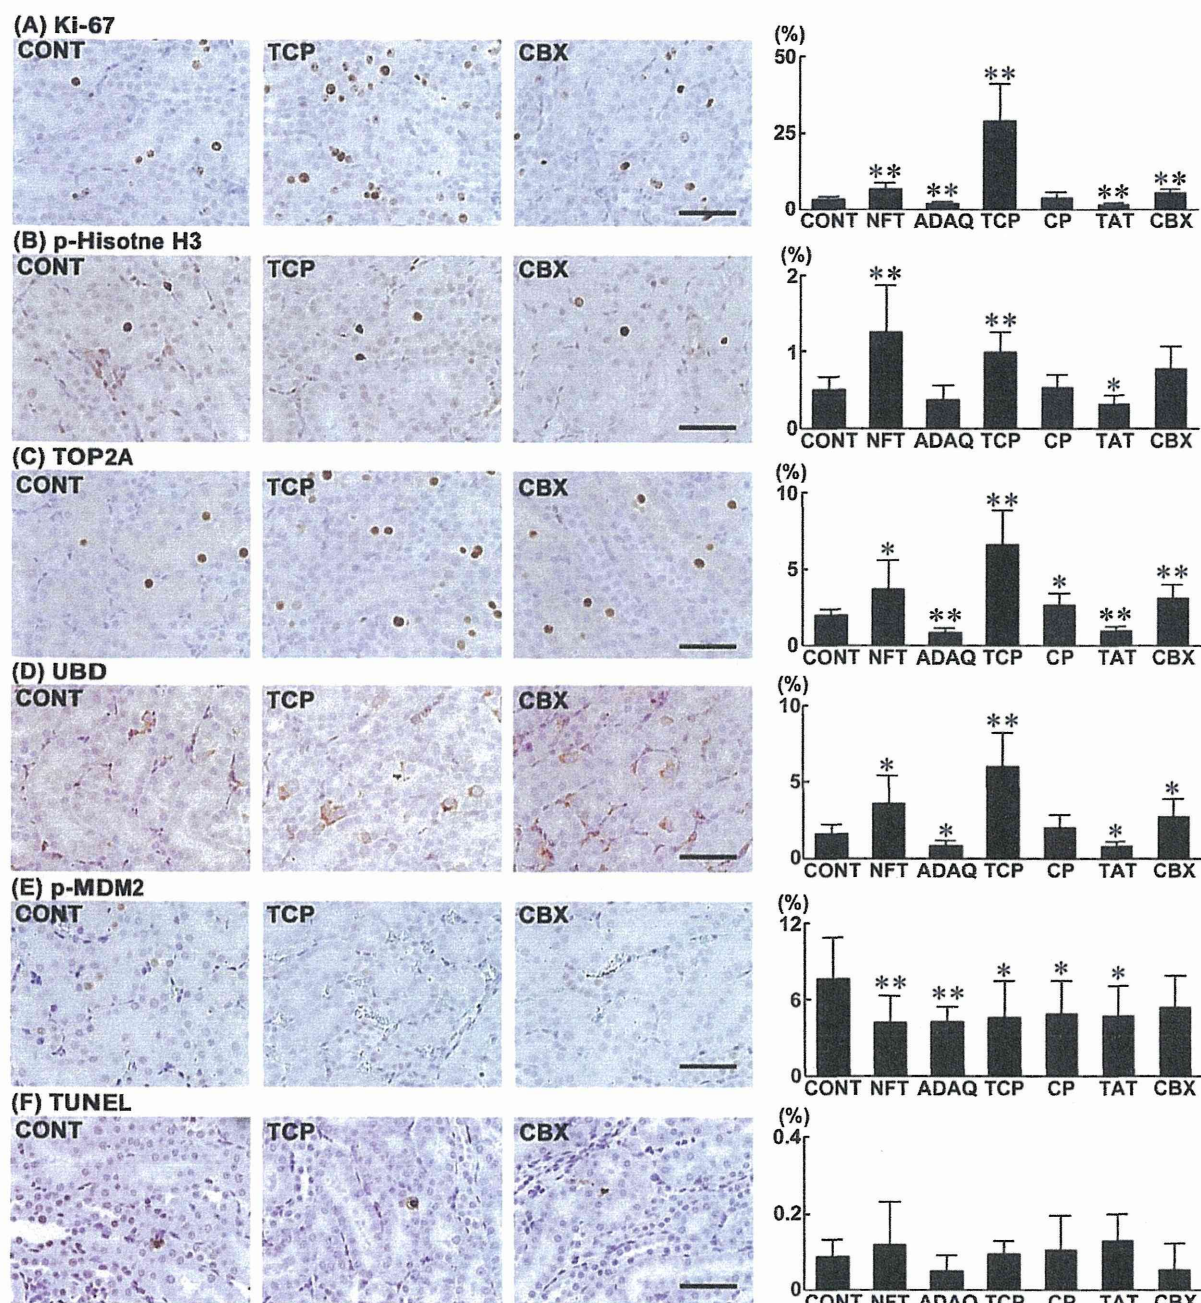 (A) Ki-67
CONT TCP CBX
(%)
50
25
0
** ** ** ** **
CONT NFT ADAQ TCP CP TAT CBX
(B) p-Hisotne H3
CONT TCP CBX
(%)
2
1
0
** ** *
CONT NFT ADAQ TCP CP TAT CBX
(C) TOP2A
CONT TCP CBX
(%)
10
5
0
* ** ** * ** **
CONT NFT ADAQ TCP CP TAT CBX
(D) UBD
CONT TCP CBX
(%)
10
5
0
* * ** * *
CONT NFT ADAQ TCP CP TAT CBX
(E) p-MDM2
CONT TCP CBX
(%)
12
6
0
** ** * * *
CONT NFT ADAQ TCP CP TAT CBX
(F) TUNEL
CONT TCP CBX
(%)
0.4
0.2
0
CONT NFT ADAQ TCP CP TAT CBX